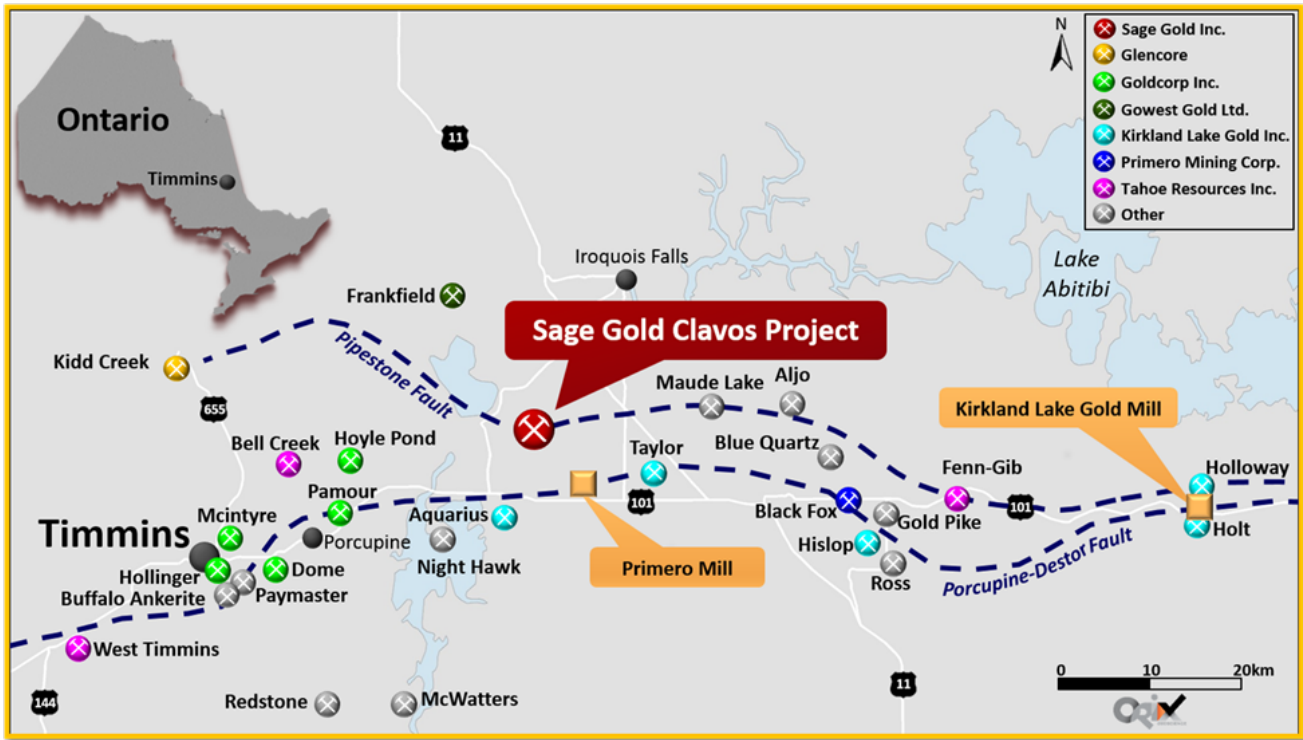 Ontario
Timmins
N
Sage Gold Inc.
Glencore
Goldcorp Inc.
Gowest Gold Ltd.
Kirkland Lake Gold Inc.
Primero Mining Corp.
Tahoe Resources Inc.
Other
11
Iroquois Falls
Lake
Abitibi
Frankfield
Sage Gold Clavos Project
Kidd Creek
Pipestone Fault
655
Maude Lake
Aljo
Kirkland Lake Gold Mill
Bell Creek
Hoyle Pond
Taylor
Blue Quartz
Fenn-Gib
Holloway
Pamour
101
101
Mcintyre
Aquarius
Black Fox
Gold Pike
Holt
Timmins
Porcupine
Night Hawk
Hislop
Porcupine-Destor Fault
Hollinger
Dome
Primero Mill
Ross
Buffalo Ankerite
Paymaster
West Timmins
144
Redstone
McWatters
11
0 10 20km